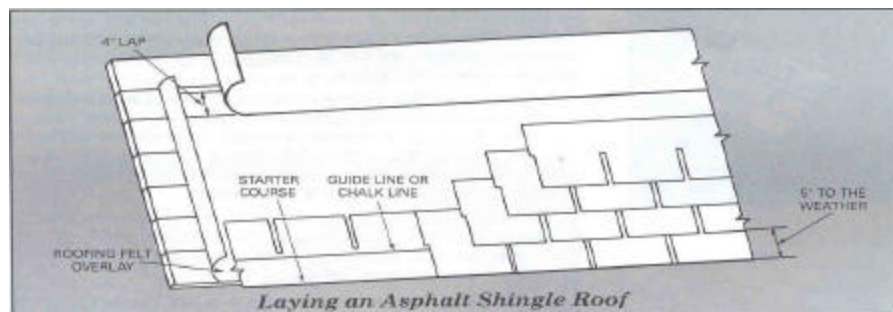 4" LAP
STARTER
COURSE
GUIDE LINE OR
CHALK LINE
5" TO THE
WEATHER
ROOFING FELT
OVERLAY
Laying an Asphalt Shingle Roof